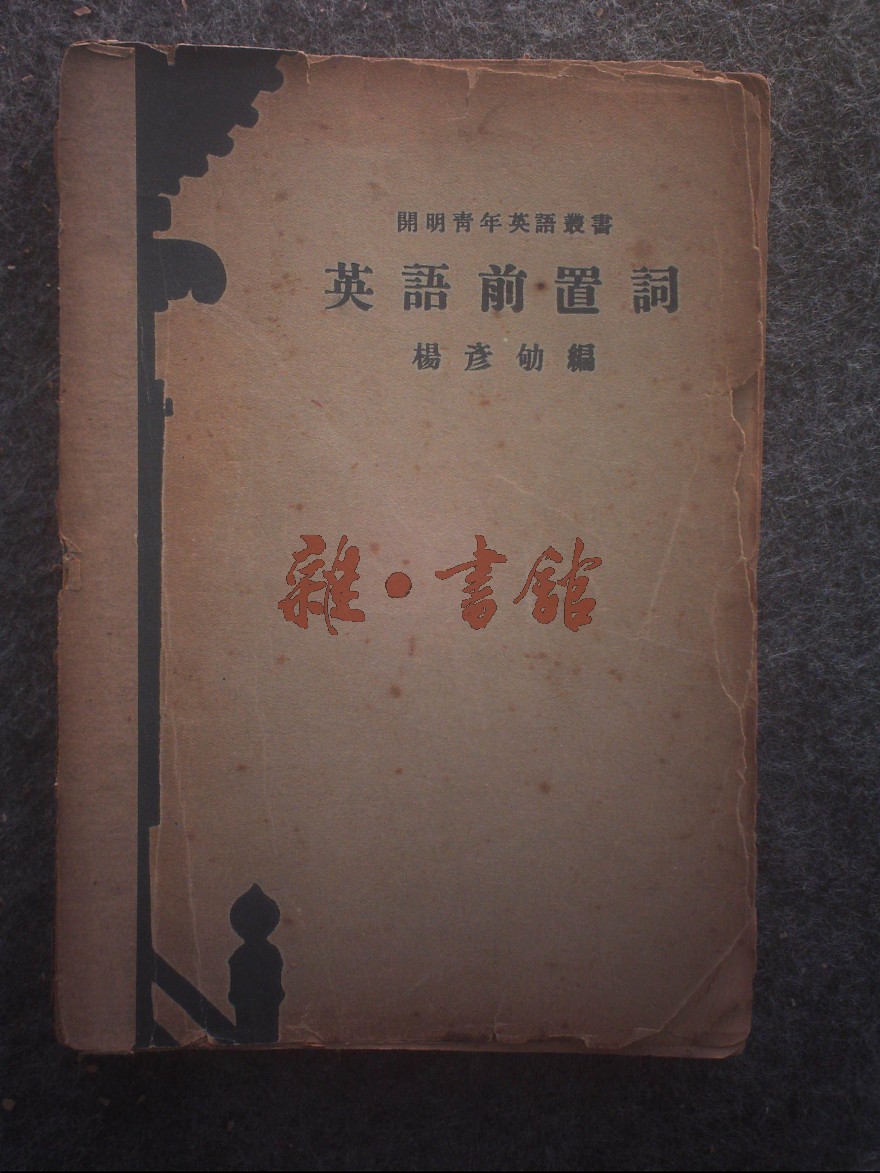 開明青年英語叢書
英語前置詞
楊彥劬編
雜·書館